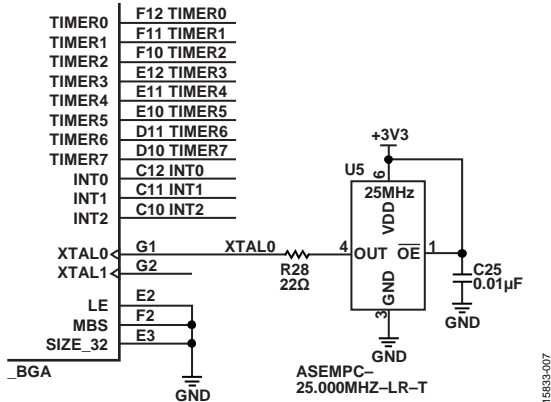 TIMER0 F12 TIMER0
TIMER1 F11 TIMER1
TIMER2 F10 TIMER2
TIMER3 E12 TIMER3
TIMER4 E11 TIMER4
TIMER5 E10 TIMER5
TIMER6 D11 TIMER6
TIMER7 D10 TIMER7
INT0 C12 INT0
INT1 C11 INT1
INT2 C10 INT2
XTAL0 G1 XTAL0
XTAL1 G2
R28
22Ω
LE E2
MBS F2
SIZE_32 E3
_BGA
GND
+3V3
U5
6
25MHz
VDD
4 OUT OE 1
GND
3
C25
0.01µF
GND
GND
ASEMPC–
25.000MHZ–LR–T
15833-007